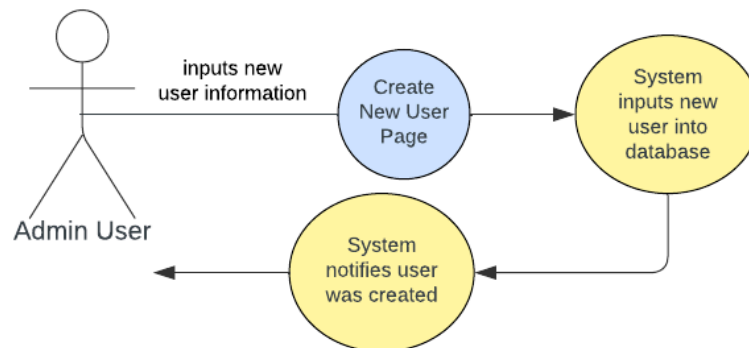 inputs new
user information
Create
New User
Page
System
inputs new
user into
database
Admin User
System
notifies user
was created